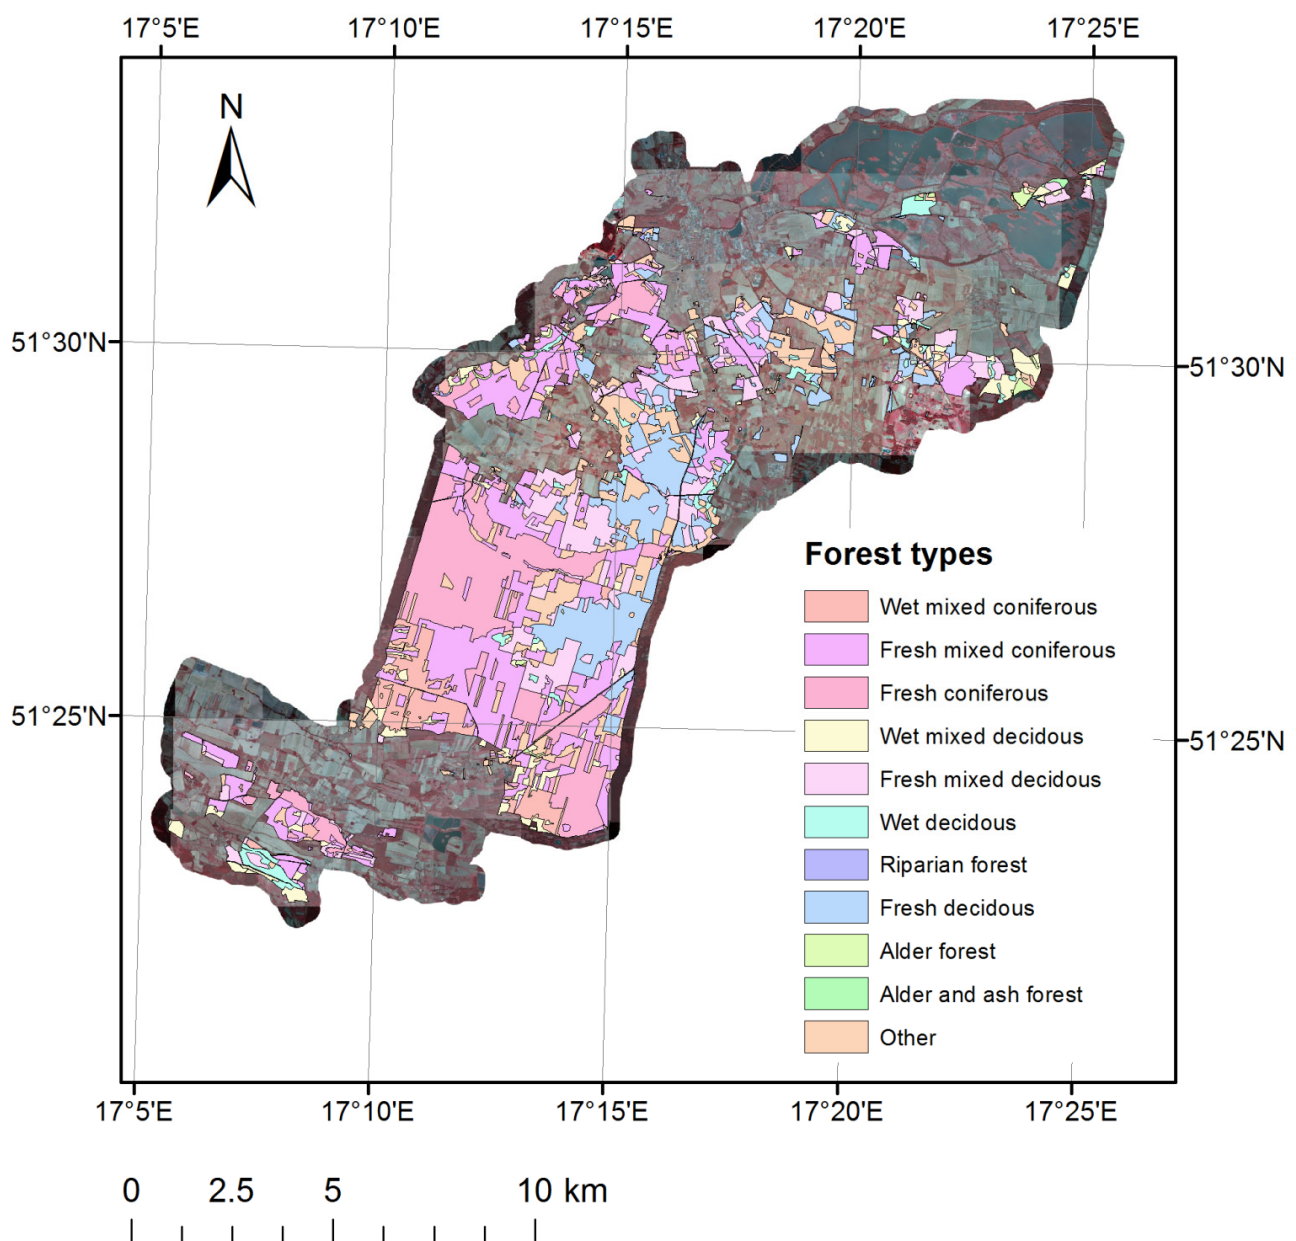 17°5'E 17°10'E 17°15'E 17°20'E 17°25'E
N
51°30'N
51°30'N
51°25'N
51°25'N
Forest types
Wet mixed coniferous
Fresh mixed coniferous
Fresh coniferous
Wet mixed decidous
Fresh mixed decidous
Wet decidous
Riparian forest
Fresh decidous
Alder forest
Alder and ash forest
Other
17°5'E 17°10'E 17°15'E 17°20'E 17°25'E
0 2.5 5 10 km